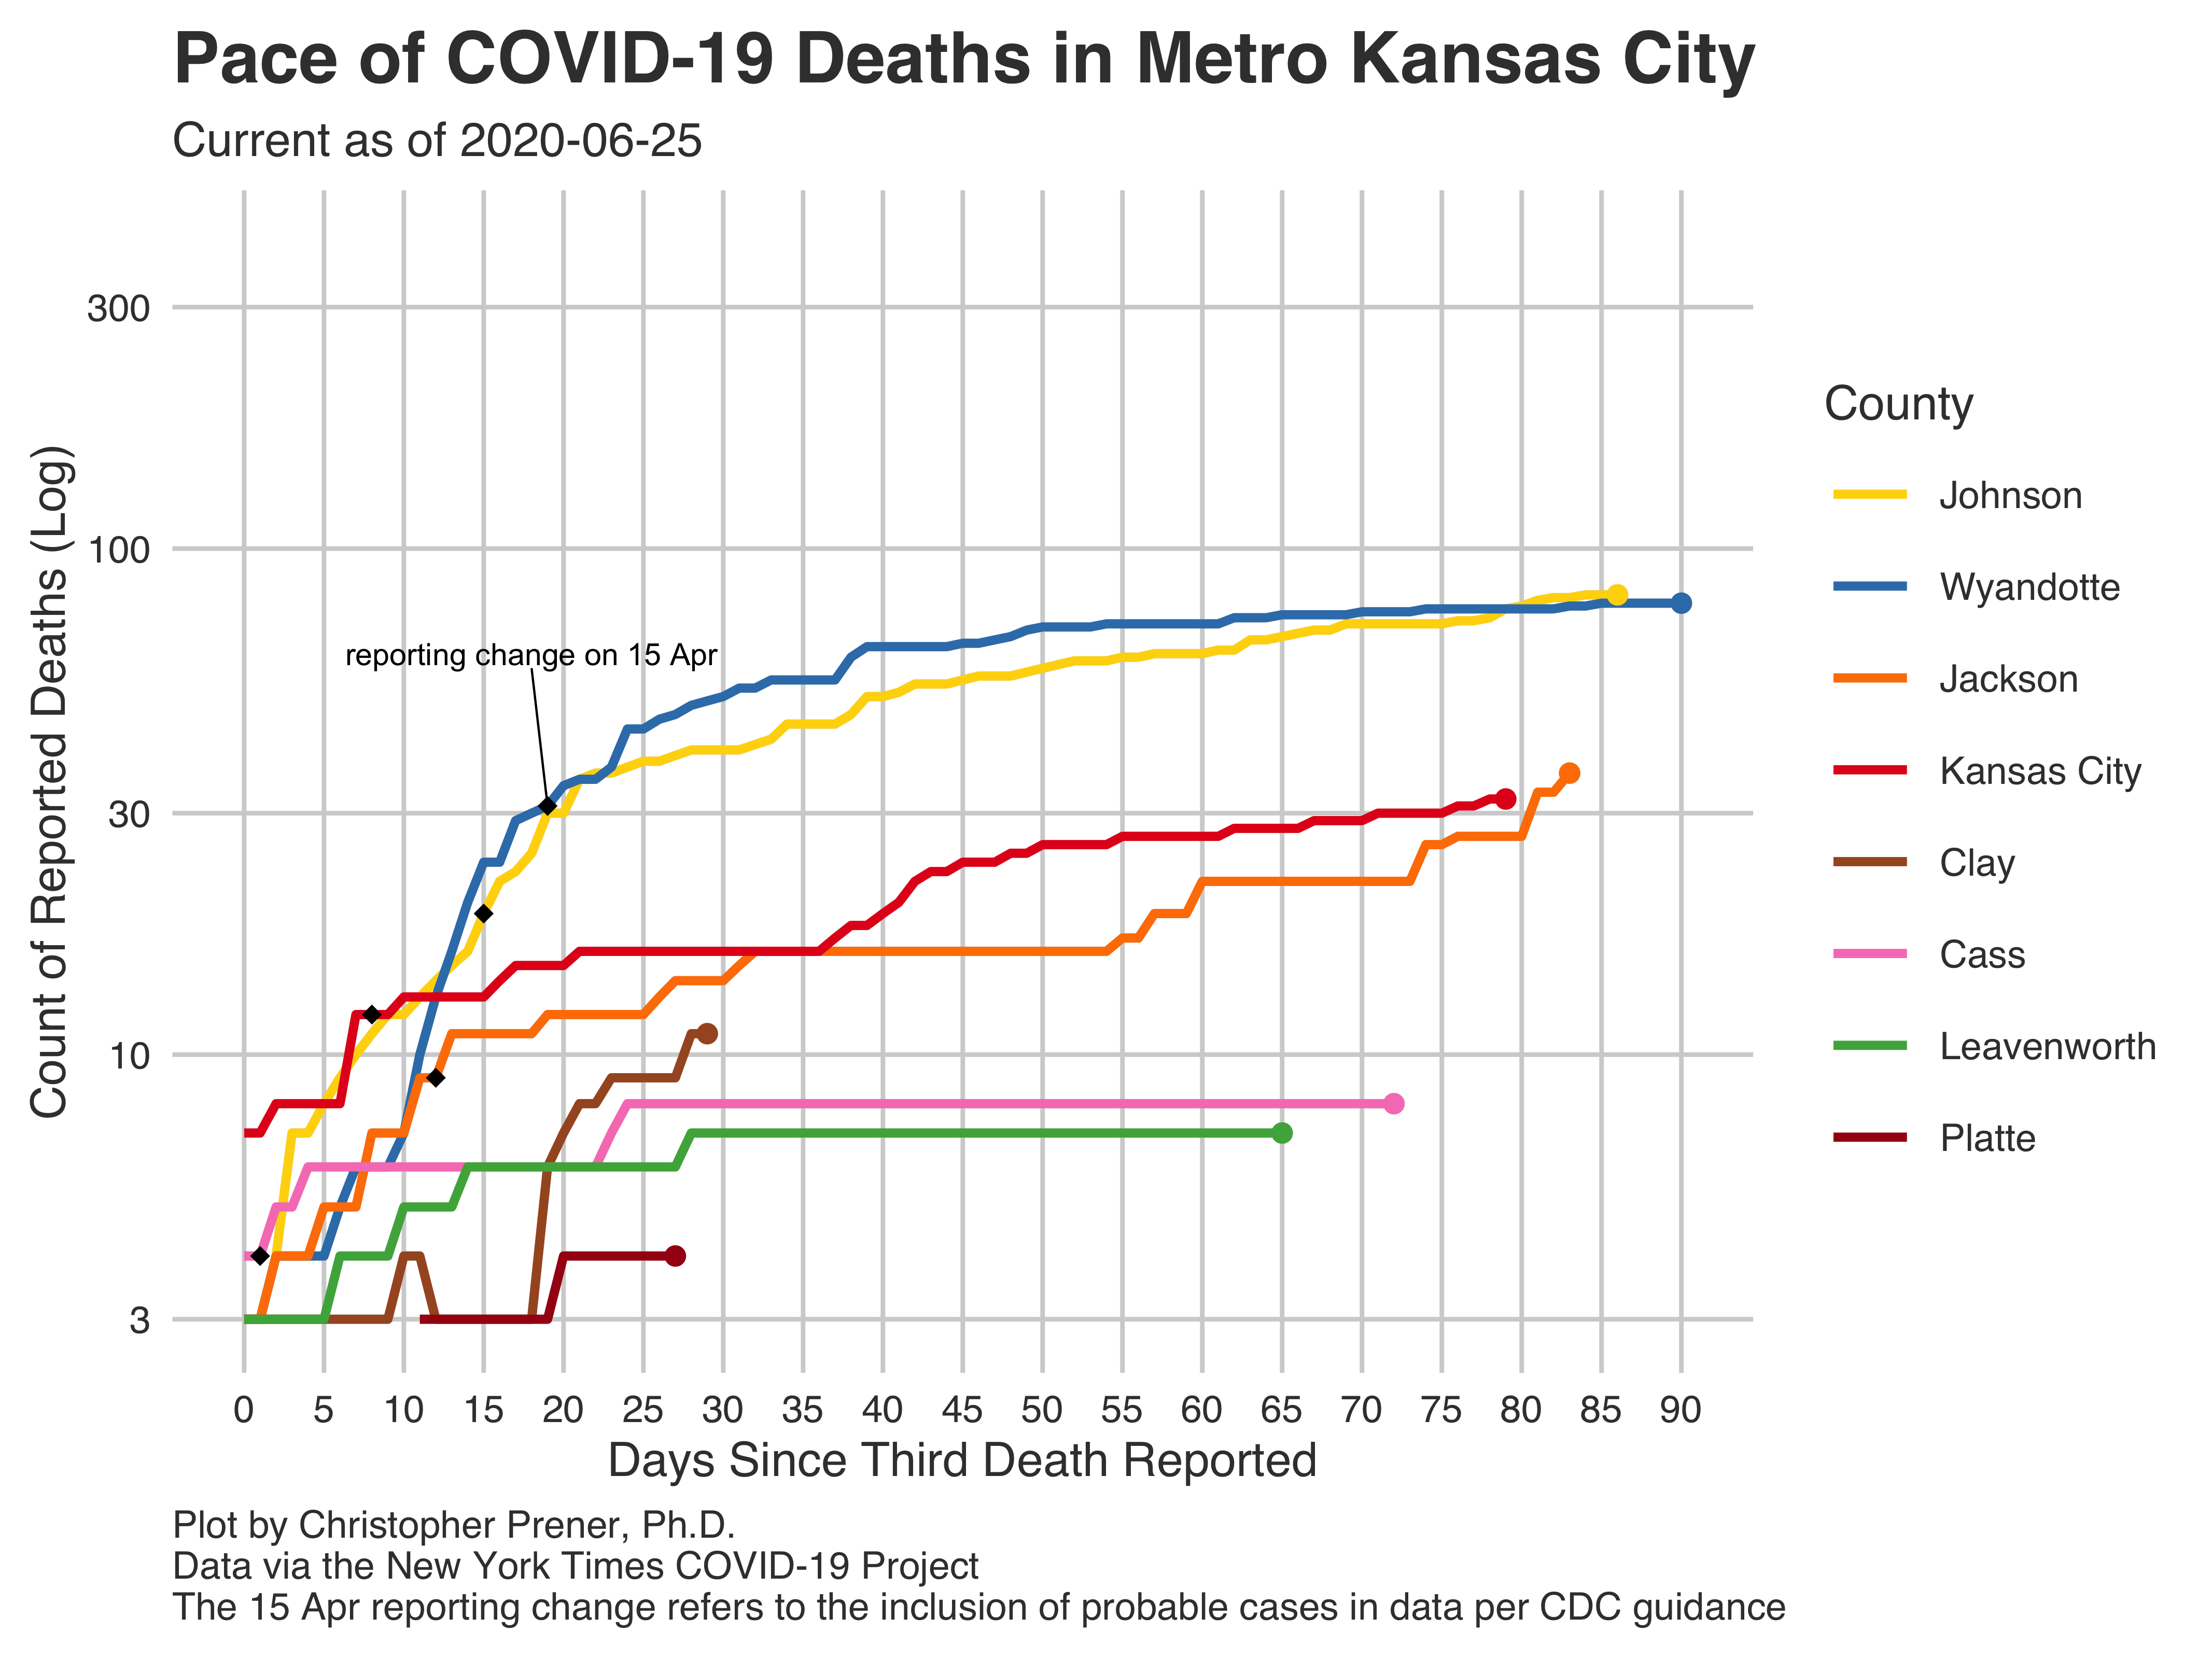 Pace of COVID-19 Deaths in Metro Kansas City
Current as of 2020-06-25
Count of Reported Deaths (Log)
300
100
30
10
3
reporting change on 15 Apr
0 5 10 15 20 25 30 35 40 45 50 55 60 65 70 75 80 85 90
Days Since Third Death Reported
County
Johnson
Wyandotte
Jackson
Kansas City
Clay
Cass
Leavenworth
Platte
Plot by Christopher Prener, Ph.D.
Data via the New York Times COVID-19 Project
The 15 Apr reporting change refers to the inclusion of probable cases in data per CDC guidance